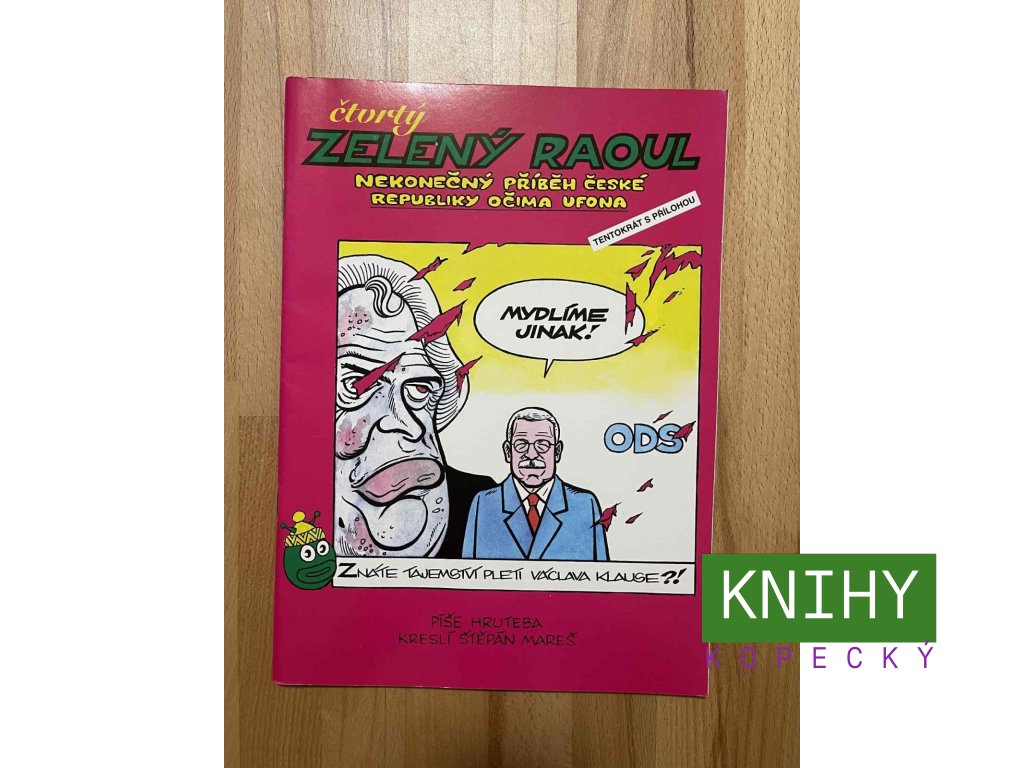 čtvrtý
ZELENÝ RAOUL
NEKONEČNÝ PŘÍBĚH ČESKÉ
REPUBLIKY OČIMA UFONA
TENTOKRÁT S PŘÍLOHOU
MYDLÍME
JINAK!
ODS
ZNÁTE TAJEMSTVÍ PLETI VÁCLAVA KLAUSE?!
PÍŠE HRUTEBA
KRESLÍ ŠTĚPÁN MAREŠ
KNIHY
KOPECKÝ